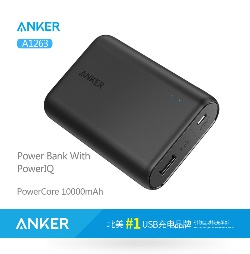 ANKER
A1263
ANKER
Power Bank With
PowerIQ
PowerCore 10000mAh
ANKER
北美 #1 USB充电品牌